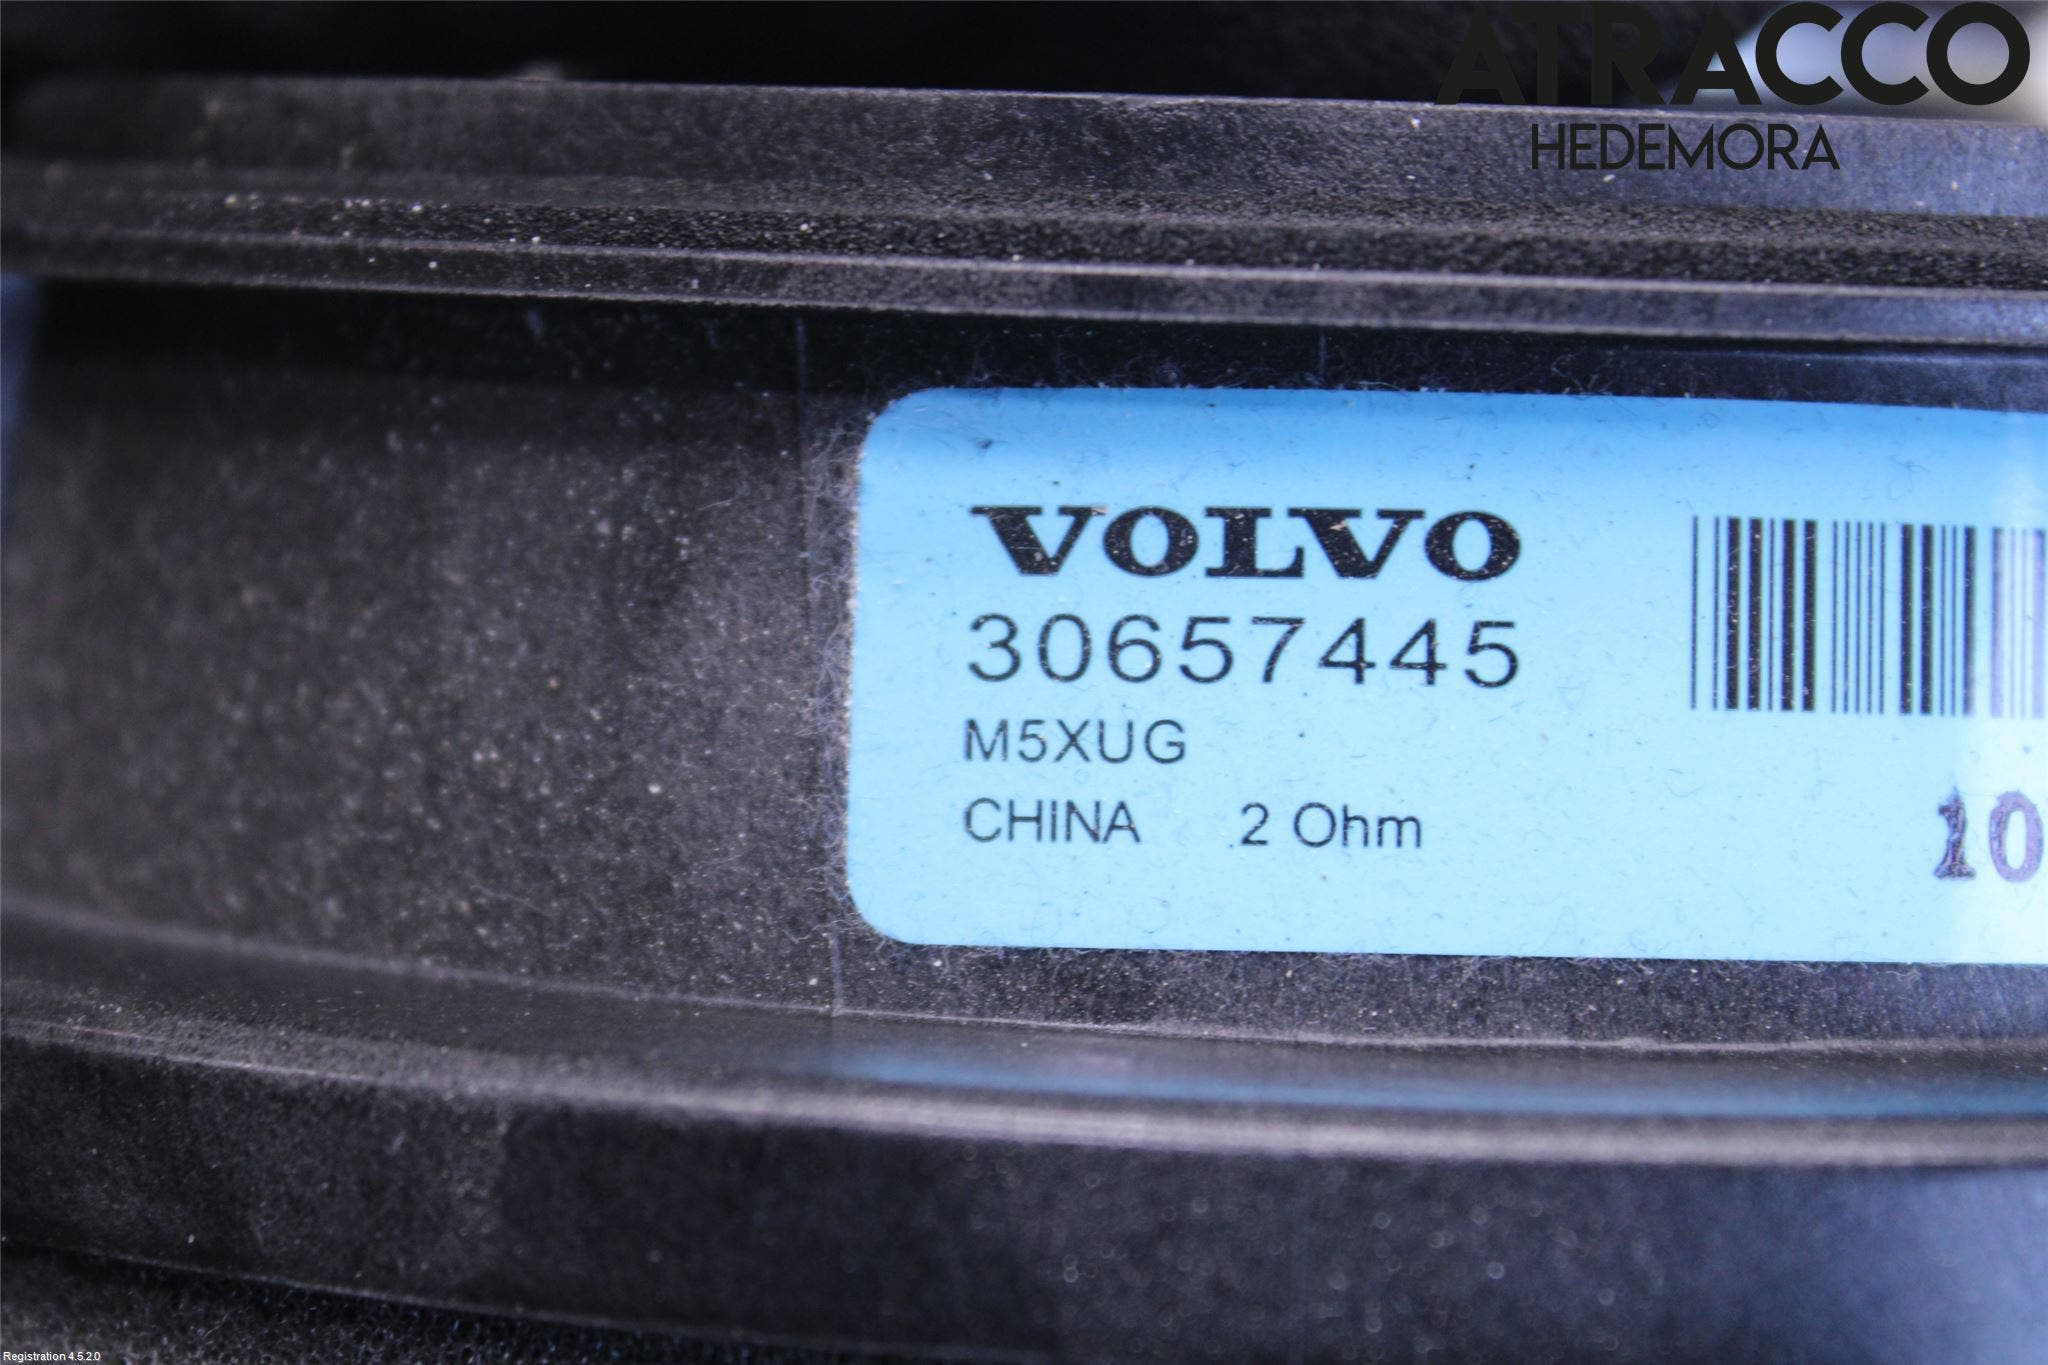 ATRACCO
HEDEMORA
VOLVO
30657445
M5XUG
CHINA 2 Ohm
10
Registration 4.5.2.0